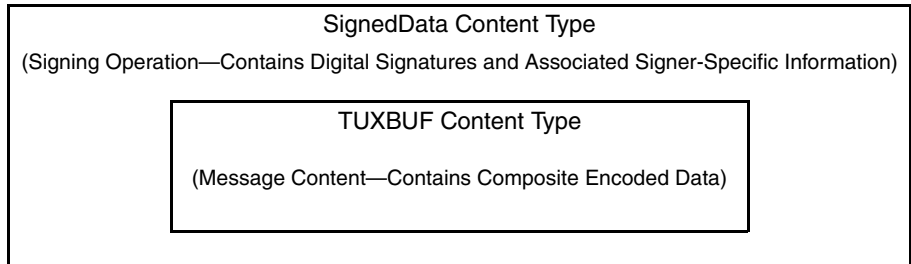 SignedData Content Type
(Signing Operation—Contains Digital Signatures and Associated Signer-Specific Information)
TUXBUF Content Type
(Message Content—Contains Composite Encoded Data)